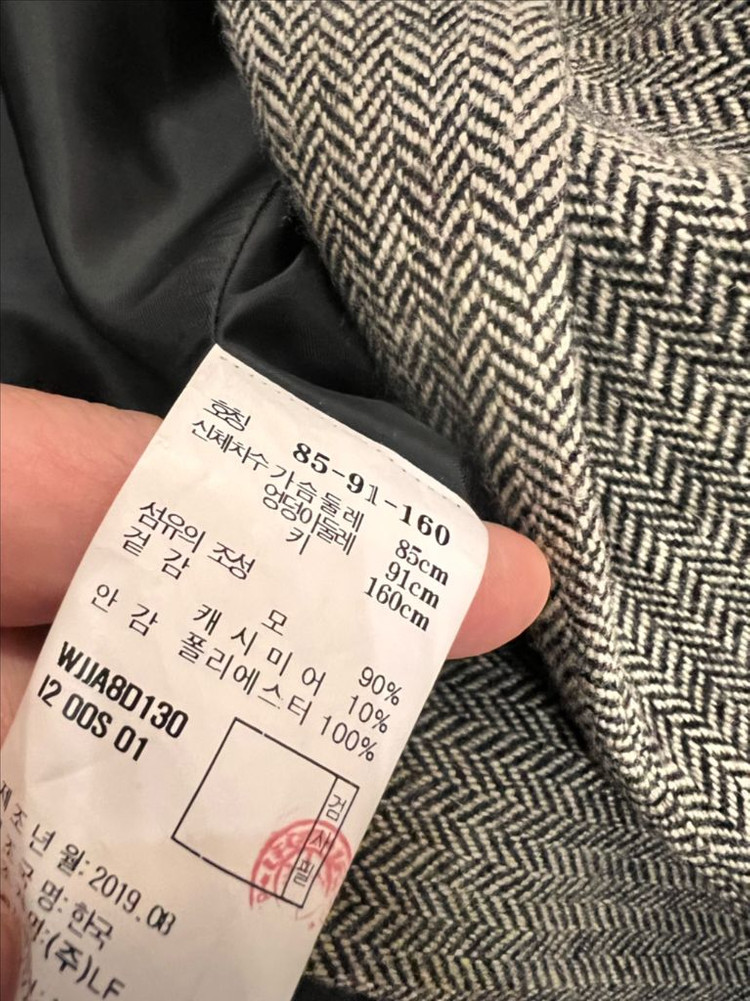 호칭 85-91-160
신체치수 가슴둘레 85cm
엉덩이둘레 91cm
키 160cm
섬유의 조성
겉감 모 90%
캐시미어 10%
안감 폴리에스터 100%
WJJA8D130
I2 00S 01
검사필
제조년월: 2019.08
조국명: 한국
명: (주)LF